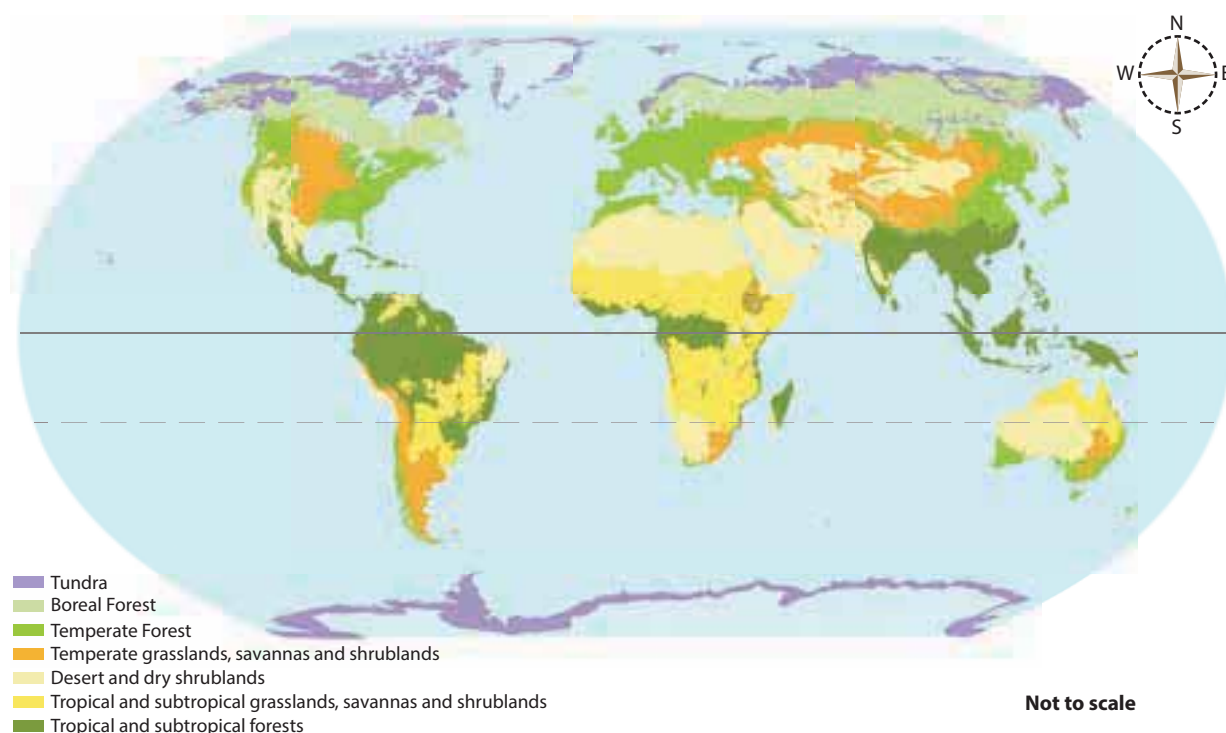 N
W E
S
Tundra
Boreal Forest
Temperate Forest
Temperate grasslands, savannas and shrublands
Desert and dry shrublands
Tropical and subtropical grasslands, savannas and shrublands
Not to scale
Tropical and subtropical forests